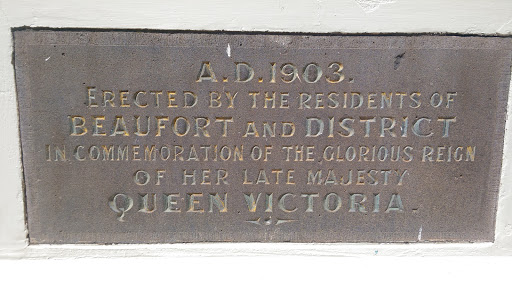 A.D. 1903.
ERECTED BY THE RESIDENTS OF
BEAUFORT AND DISTRICT
IN COMMEMORATION OF THE GLORIOUS REIGN
OF HER LATE MAJESTY
QUEEN VICTORIA.